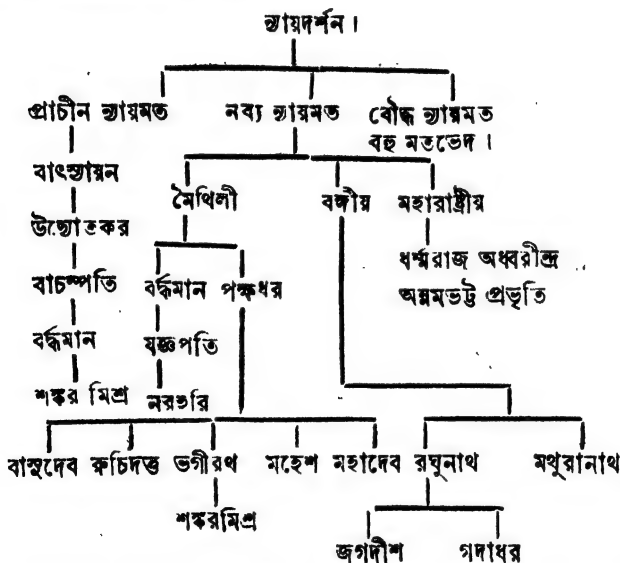 ন্যায়দর্শন।
প্রাচীন ন্যায়মত নব্য ন্যায়মত বৌদ্ধ ন্যায়মত
বহু মতভেদ।
বাৎস্যায়ন
মৈথিলী বঙ্গীয় মহারাষ্ট্রীয়
উদ্দ্যোতকর
ধর্ম্মরাজ অধ্বরীন্দ্র
বাচস্পতি বর্দ্ধমান পক্ষধর অন্নমভট্ট প্রভৃতি
বর্দ্ধমান যজ্ঞপতি
শঙ্কর মিশ্র নরহরি
বাসুদেব রুচিদত্ত ভগীরথ মহেশ মহাদেব রঘুনাথ মথুরানাথ
শঙ্করমিশ্র
জগদীশ গদাধর